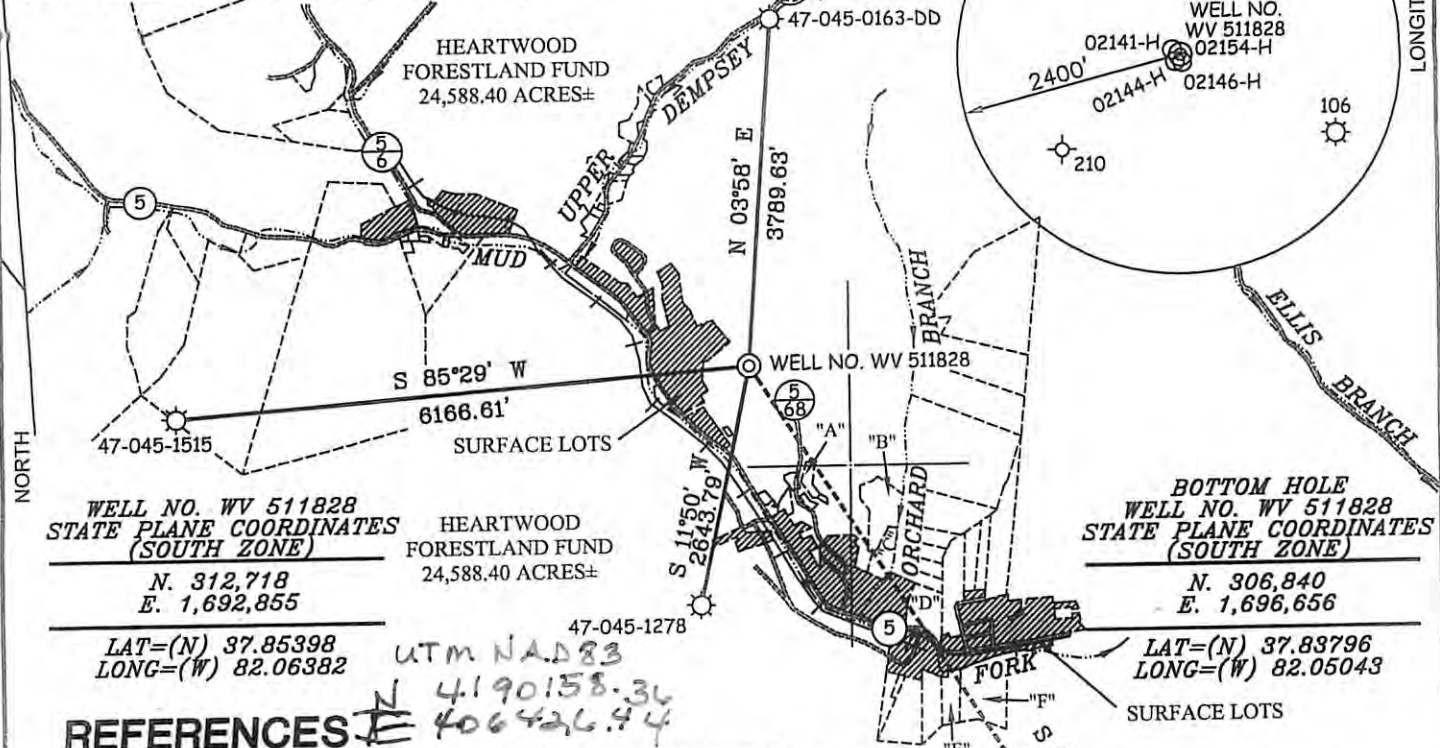 47-045-0163-DD
HEARTWOOD
FORESTLAND FUND
24,588.40 ACRES±
UPPER DEMPSEY
N 03°58' E
3789.63'
WELL NO.
WV 511828
02141-H
02154-H
02144-H
02146-H
2400'
106
210
5
6
5
MUD
BRANCH
ELLIS
BRANCH
WELL NO. WV 511828
S 85°29' W
6166.61'
47-045-1515
SURFACE LOTS
5
68
"A"
"B"
"C"
ORCHARD
NORTH
WELL NO. WV 511828
STATE PLANE COORDINATES
(SOUTH ZONE)
N. 312,718
E. 1,692,855
LAT=(N) 37.85398
LONG=(W) 82.06382
HEARTWOOD
FORESTLAND FUND
24,588.40 ACRES±
S 11°50' W
2643.79'
47-045-1278
BOTTOM HOLE
WELL NO. WV 511828
STATE PLANE COORDINATES
(SOUTH ZONE)
N. 306,840
E. 1,696,656
LAT=(N) 37.83796
LONG=(W) 82.05043
"D"
5
FORK
"F"
"E"
S
SURFACE LOTS
UTM NAD83
N 4190158.36
E 406426.44
REFERENCES